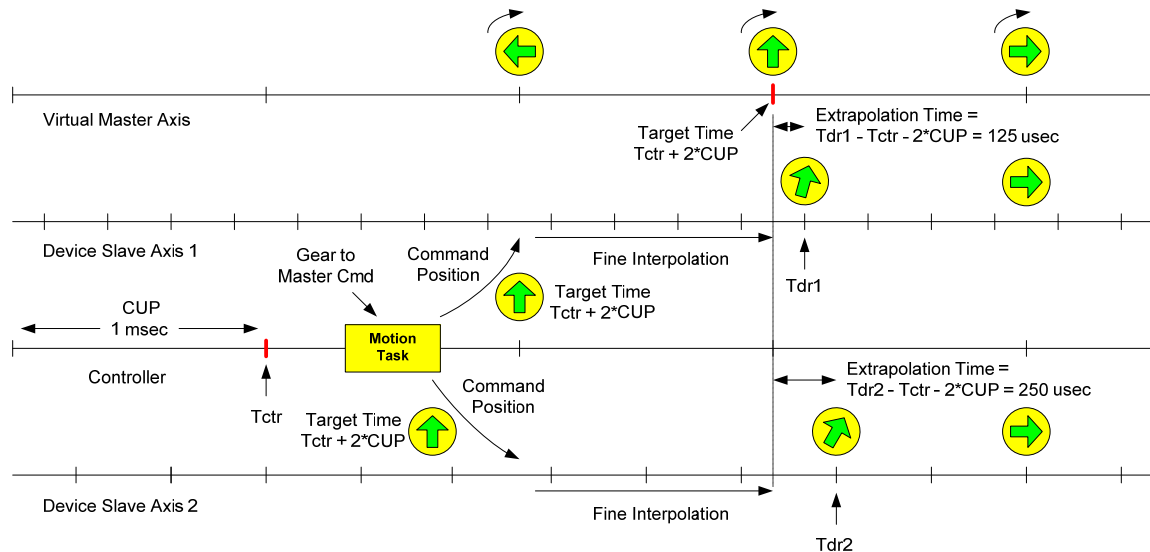 Virtual Master Axis
Target Time
Tctr + 2*CUP
Extrapolation Time =
Tdr1 - Tctr - 2*CUP = 125 usec
Device Slave Axis 1
Gear to
Master Cmd
Command
Position
Fine Interpolation
Tdr1
Target Time
Tctr + 2*CUP
CUP
1 msec
Motion
Task
Controller
Tctr
Command
Position
Target Time
Tctr + 2*CUP
Extrapolation Time =
Tdr2 - Tctr - 2*CUP = 250 usec
Device Slave Axis 2
Fine Interpolation
Tdr2